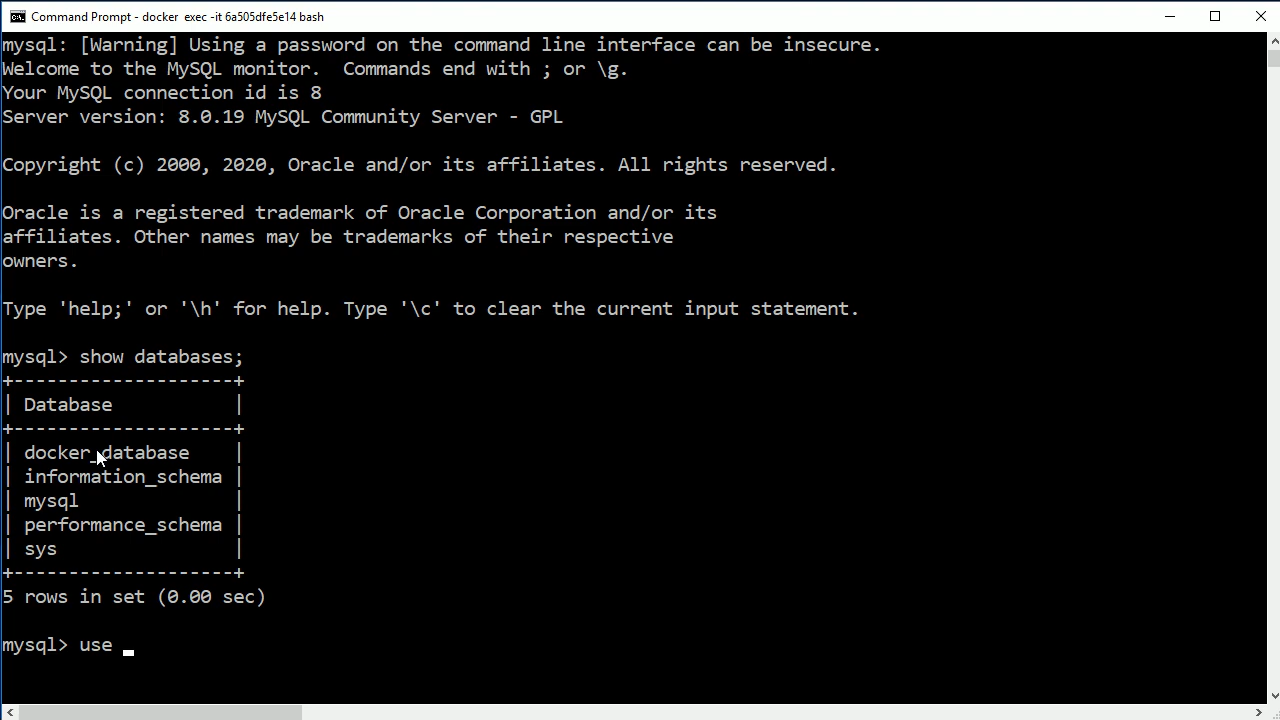 Command Prompt - docker  exec -it 6a505dfe5e14 bash
mysql: [Warning] Using a password on the command line interface can be insecure.
Welcome to the MySQL monitor.  Commands end with ; or \g.
Your MySQL connection id is 8
Server version: 8.0.19 MySQL Community Server - GPL
Copyright (c) 2000, 2020, Oracle and/or its affiliates. All rights reserved.
Oracle is a registered trademark of Oracle Corporation and/or its
affiliates. Other names may be trademarks of their respective
owners.
Type 'help;' or '\h' for help. Type '\c' to clear the current input statement.
mysql> show databases;
+--------------------+
| Database           |
+--------------------+
| docker_database    |
| information_schema |
| mysql              |
| performance_schema |
| sys                |
+--------------------+
5 rows in set (0.00 sec)
mysql> use